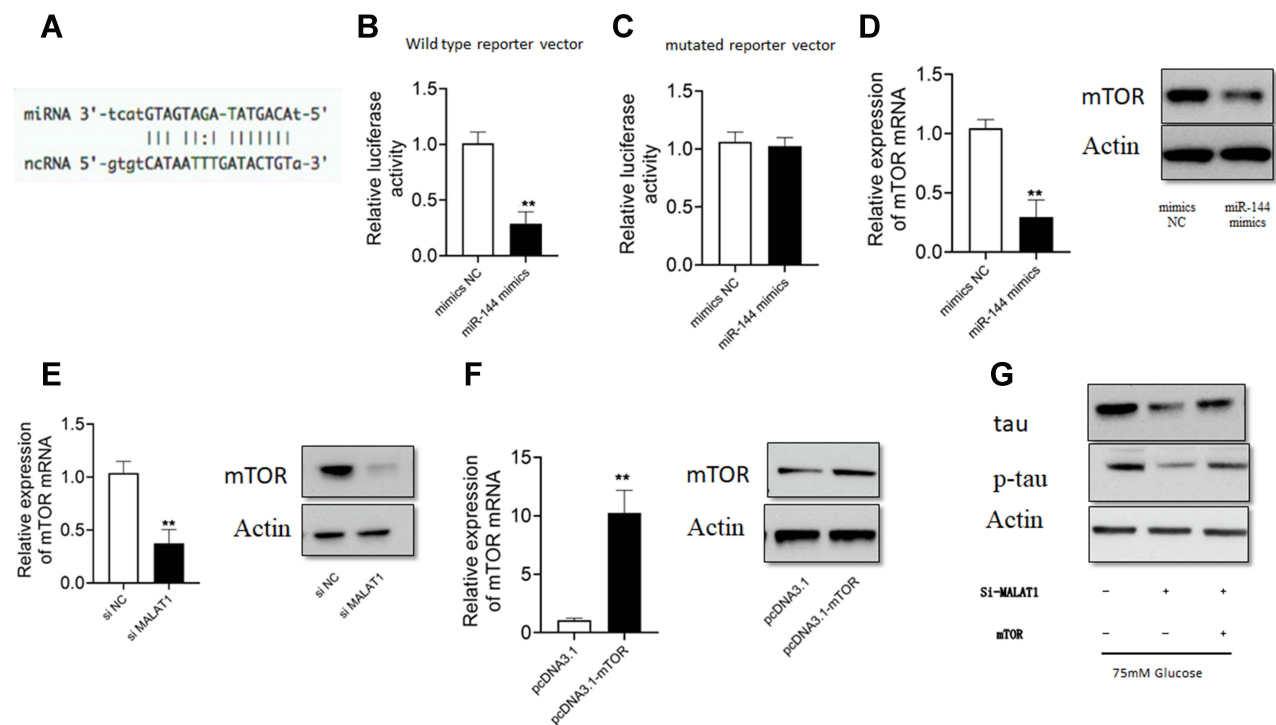 A
miRNA 3'-tcatGTAGTAGA-TATGACAt-5'
||| ||:| |||||||
ncRNA 5'-gtgtCATAATTTGATACTGTa-3'
B
Wild type reporter vector
Relative luciferase
activity
1.5
1.0
0.5
0.0
**
mimics NC
miR-144 mimics
C
mutated reporter vector
Relative luciferase
activity
1.5
1.0
0.5
0.0
mimics NC
miR-144 mimics
D
Relative expression
of mTOR mRNA
1.5
1.0
0.5
0.0
**
mimics NC
miR-144 mimics
mTOR
Actin
mimics
NC
miR-144
mimics
E
Relative expression
of mTOR mRNA
1.5
1.0
0.5
0.0
**
si NC
si MALAT1
mTOR
Actin
si NC
si MALAT1
F
Relative expression
of mTOR mRNA
15
10
5
0
**
pcDNA3.1
pcDNA3.1-mTOR
mTOR
Actin
pcDNA3.1
pcDNA3.1-mTOR
G
tau
p-tau
Actin
Si-MALAT1 - + +
mTOR - - +
75mM Glucose